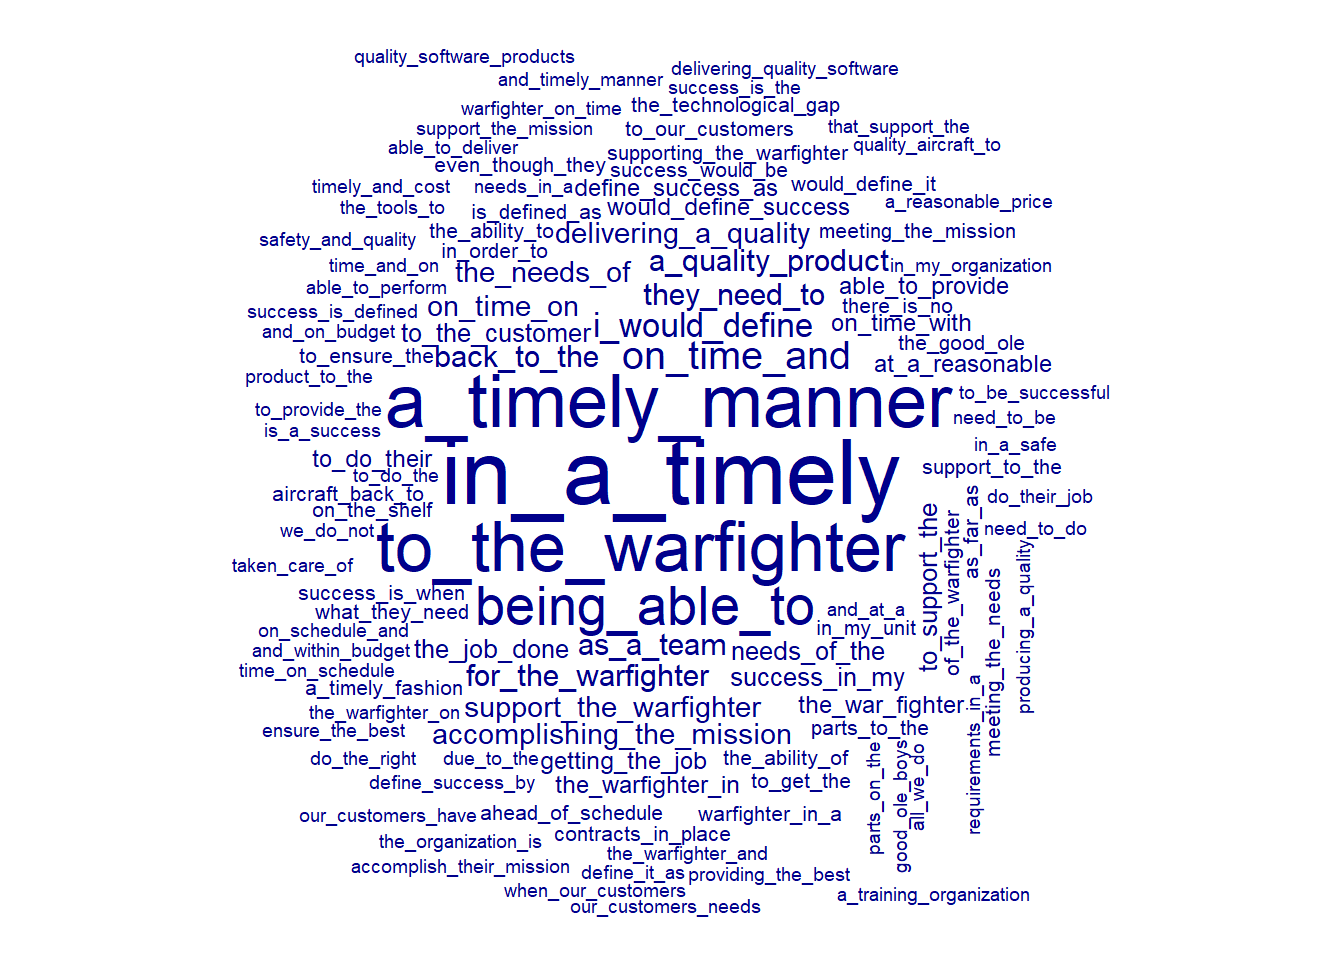 quality_software_products
delivering_quality_software
and_timely_manner
success_is_the
warfighter_on_time
the_technological_gap
support_the_mission
to_our_customers
that_support_the
able_to_deliver
supporting_the_warfighter
quality_aircraft_to
even_though_they
success_would_be
timely_and_cost
needs_in_a
define_success_as
would_define_it
the_tools_to
is_defined_as
would_define_success
a_reasonable_price
safety_and_quality
the_ability_to
delivering_a_quality
meeting_the_mission
in_order_to
time_and_on
the_needs_of
a_quality_product
in_my_organization
able_to_perform
they_need_to
able_to_provide
success_is_defined
on_time_on
there_is_no
and_on_budget
to_the_customer
i_would_define
on_time_with
the_good_ole
to_ensure_the
back_to_the
on_time_and
at_a_reasonable
product_to_the
a_timely_manner
to_be_successful
to_provide_the
need_to_be
is_a_success
in_a_safe
to_do_their
in_a_timely
support_to_the
to_do_the
aircraft_back_to
do_their_job
on_the_shelf
we_do_not
to_the_warfighter
need_to_do
taken_care_of
success_is_when
being_able_to
what_they_need
and_at_a
on_schedule_and
in_my_unit
and_within_budget
the_job_done
as_a_team
needs_of_the
time_on_schedule
for_the_warfighter
success_in_my
a_timely_fashion
the_warfighter_on
support_the_warfighter
the_war_fighter
ensure_the_best
accomplishing_the_mission
parts_to_the
do_the_right
due_to_the
getting_the_job
the_ability_of
define_success_by
the_warfighter_in
to_get_the
our_customers_have
ahead_of_schedule
warfighter_in_a
the_organization_is
contracts_in_place
the_warfighter_and
accomplish_their_mission
define_it_as
providing_the_best
when_our_customers
a_training_organization
our_customers_needs
to_support_the
of_the_warfighter
as_far_as
meeting_the_needs
producing_a_quality
requirements_in_a
parts_on_the
good_ole_boys
all_we_do